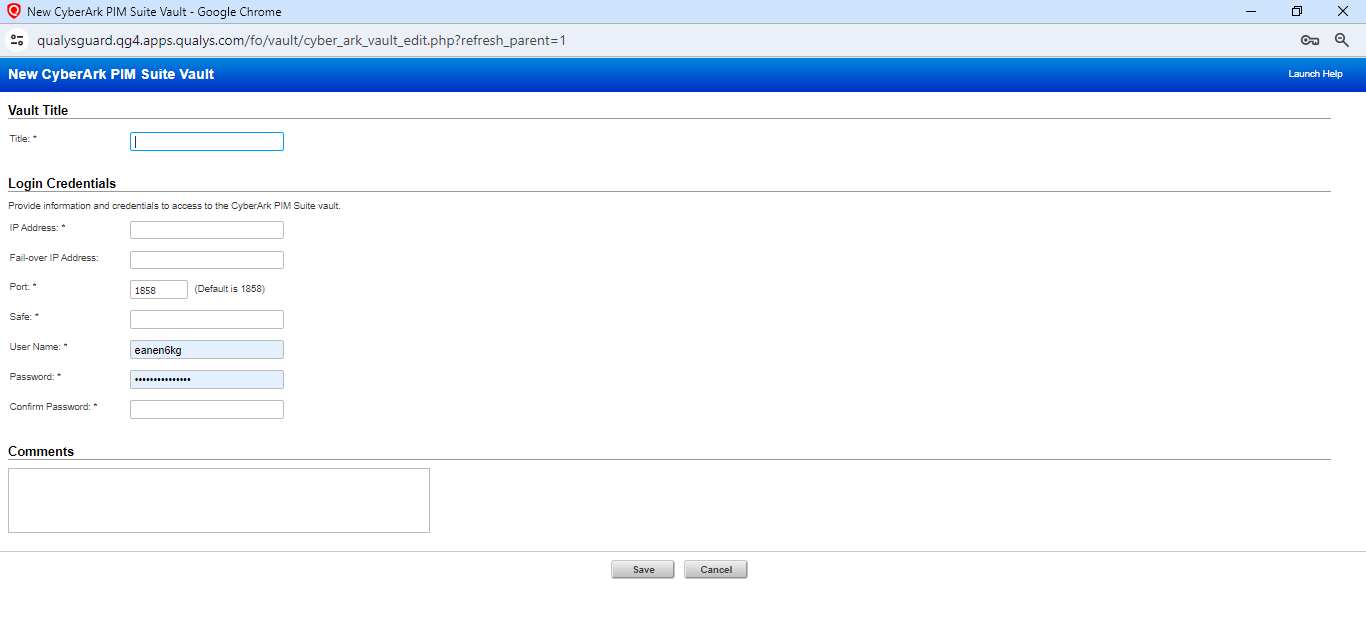 New CyberArk PIM Suite Vault - Google Chrome
qualysguard.qg4.apps.qualys.com/fo/vault/cyber_ark_vault_edit.php?refresh_parent=1
New CyberArk PIM Suite Vault Launch Help
Vault Title
Title: *
Login Credentials
Provide information and credentials to access to the CyberArk PIM Suite vault.
IP Address: *
Fail-over IP Address:
Port: * 1858 (Default is 1858)
Safe: *
User Name: * eanen6kg
Password: * ••••••••••••••
Confirm Password: *
Comments
Save Cancel